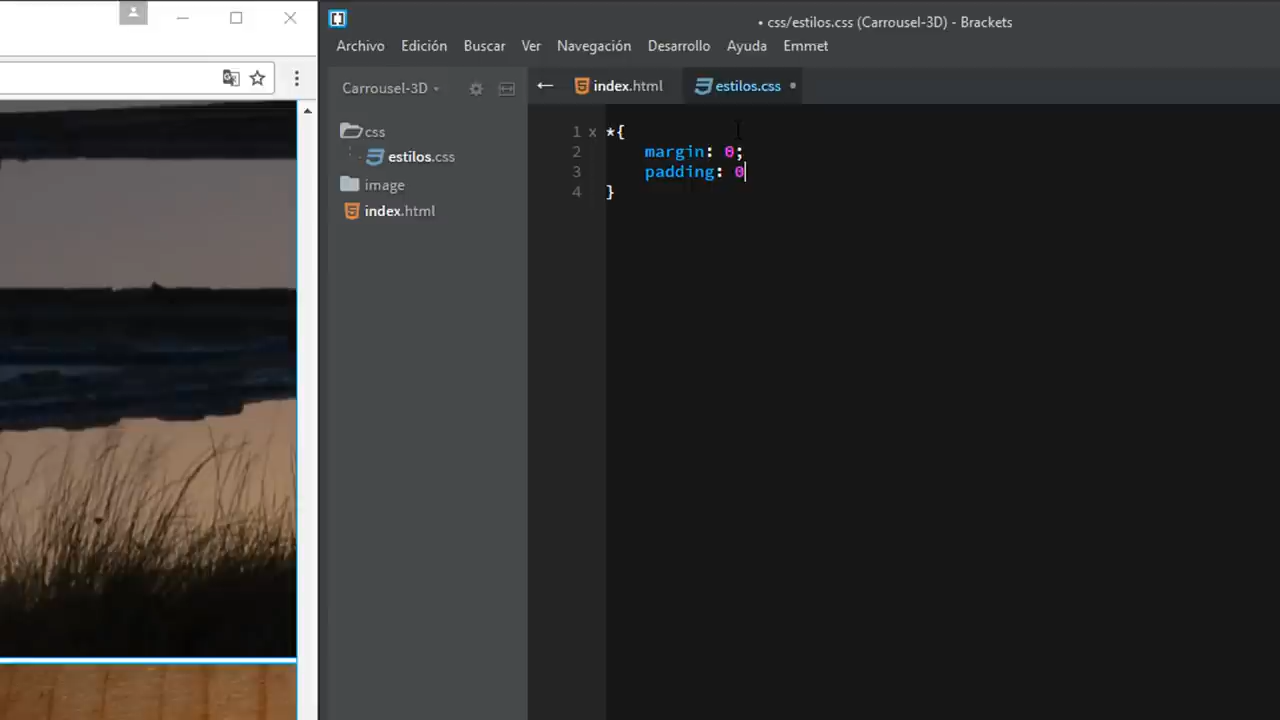 • css/estilos.css (Carrousel-3D) - Brackets
Archivo Edición Buscar Ver Navegación Desarrollo Ayuda Emmet
Carrousel-3D
css
estilos.css
image
index.html
index.html estilos.css
1 *{
2 margin: 0;
3 padding: 0
4 }